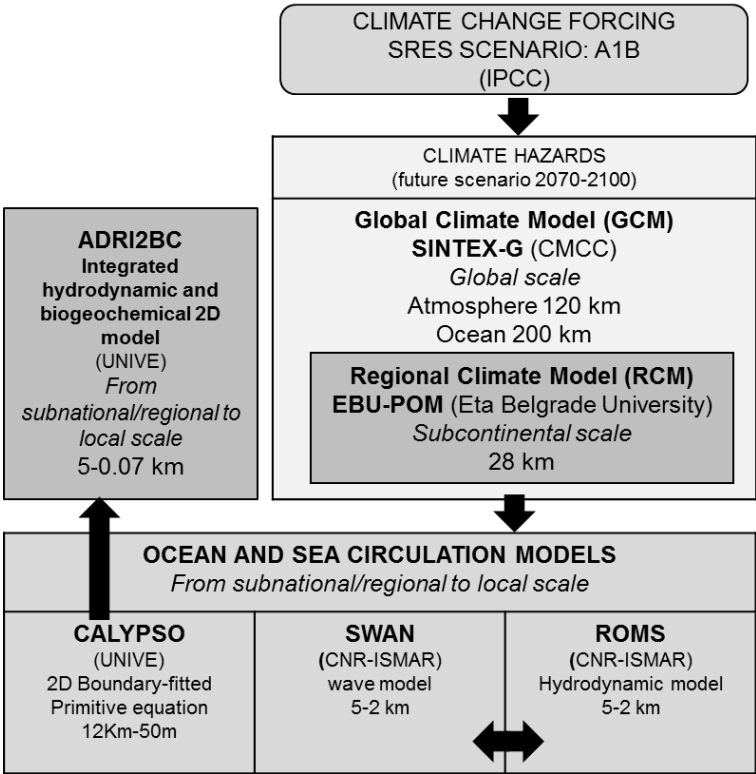 CLIMATE CHANGE FORCING
SRES SCENARIO: A1B
(IPCC)
CLIMATE HAZARDS
(future scenario 2070-2100)
Global Climate Model (GCM)
SINTEX-G (CMCC)
Global scale
Atmosphere 120 km
Ocean 200 km
Regional Climate Model (RCM)
EBU-POM (Eta Belgrade University)
Subcontinental scale
28 km
ADRI2BC
Integrated
hydrodynamic and
biogeochemical 2D
model
(UNIVE)
From
subnational/regional to
local scale
5-0.07 km
OCEAN AND SEA CIRCULATION MODELS
From subnational/regional to local scale
CALYPSO
(UNIVE)
2D Boundary-fitted
Primitive equation
12Km-50m
SWAN
(CNR-ISMAR)
wave model
5-2 km
ROMS
(CNR-ISMAR)
Hydrodynamic model
5-2 km